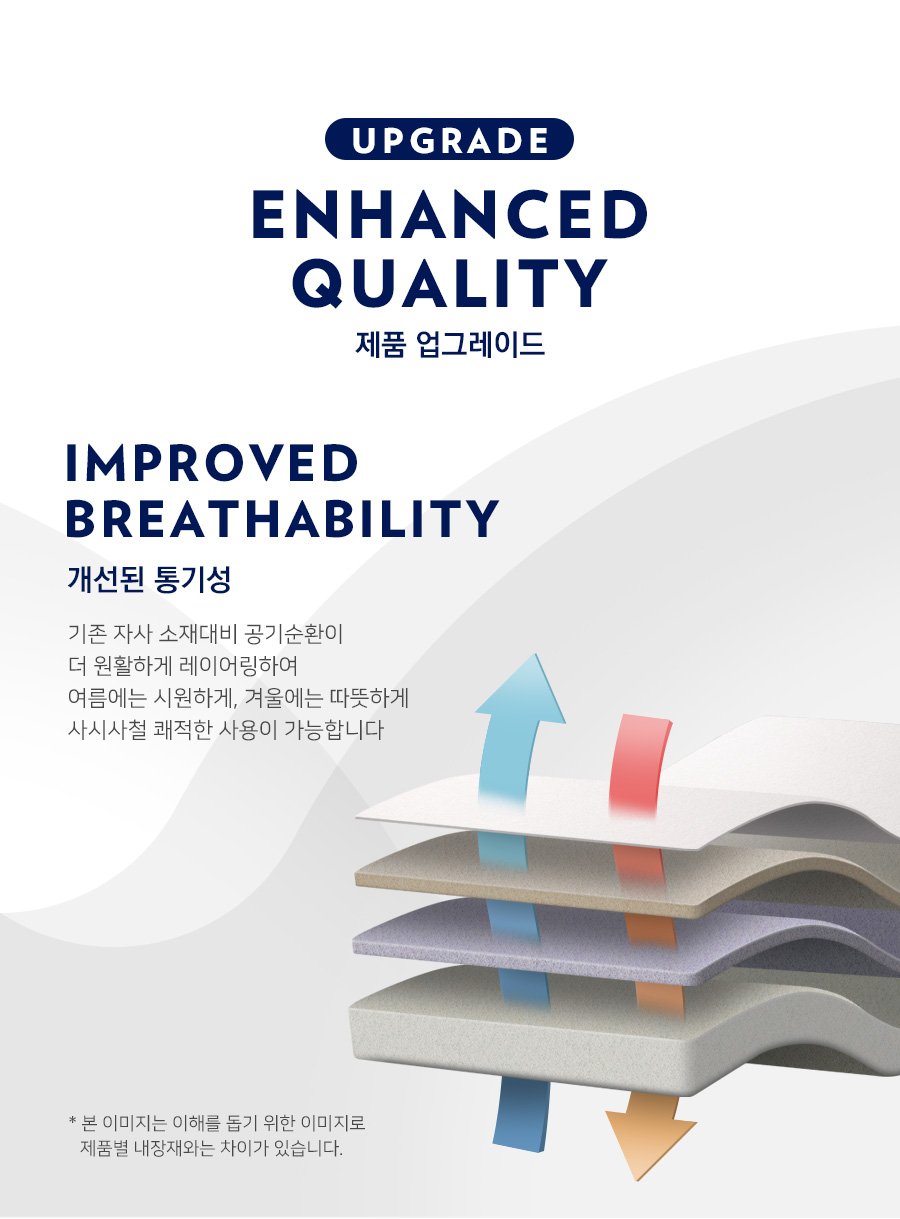 UPGRADE
ENHANCED
QUALITY
제품 업그레이드
IMPROVED
BREATHABILITY
개선된 통기성
기존 자사 소재대비 공기순환이
더 원활하게 레이어링하여
여름에는 시원하게, 겨울에는 따뜻하게
사시사철 쾌적한 사용이 가능합니다
* 본 이미지는 이해를 돕기 위한 이미지로
제품별 내장재와는 차이가 있습니다.